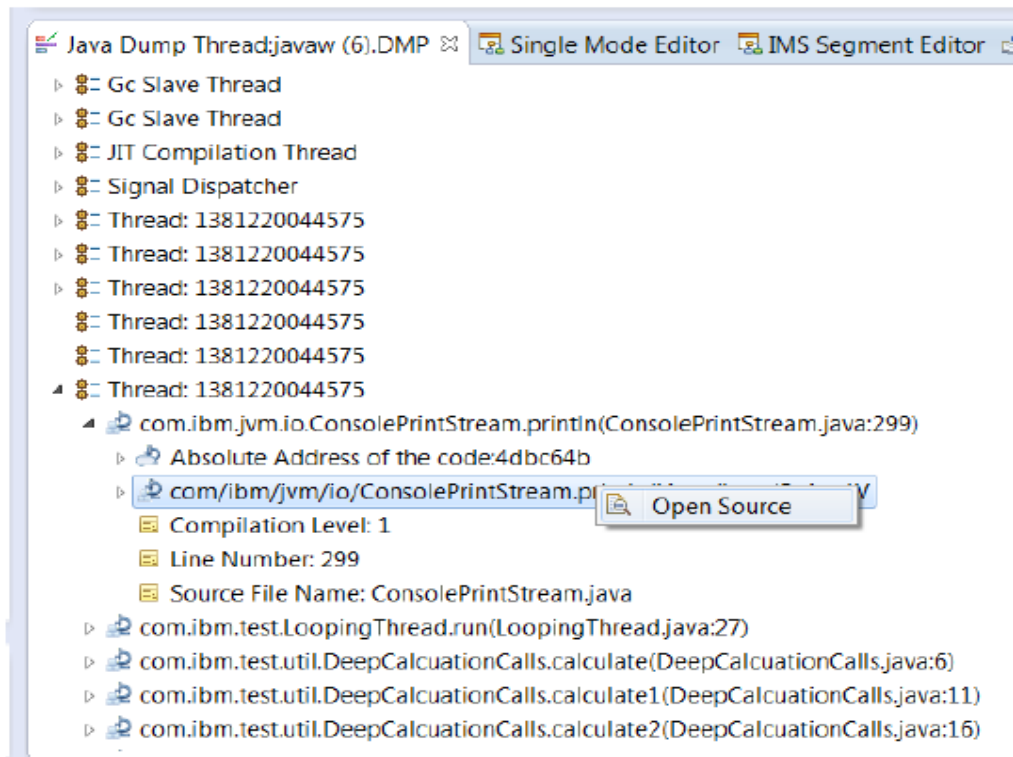 Java Dump Thread:javaw (6).DMP Single Mode Editor IMS Segment Editor
Gc Slave Thread
Gc Slave Thread
JIT Compilation Thread
Signal Dispatcher
Thread: 1381220044575
Thread: 1381220044575
Thread: 1381220044575
Thread: 1381220044575
Thread: 1381220044575
Thread: 1381220044575
com.ibm.jvm.io.ConsolePrintStream.println(ConsolePrintStream.java:299)
Absolute Address of the code:4dbc64b
com/ibm/jvm/io/ConsolePrintStream.pr
Open Source
Compilation Level: 1
Line Number: 299
Source File Name: ConsolePrintStream.java
com.ibm.test.LoopingThread.run(LoopingThread.java:27)
com.ibm.test.util.DeepCalcuationCalls.calculate(DeepCalcuationCalls.java:6)
com.ibm.test.util.DeepCalcuationCalls.calculate1(DeepCalcuationCalls.java:11)
com.ibm.test.util.DeepCalcuationCalls.calculate2(DeepCalcuationCalls.java:16)